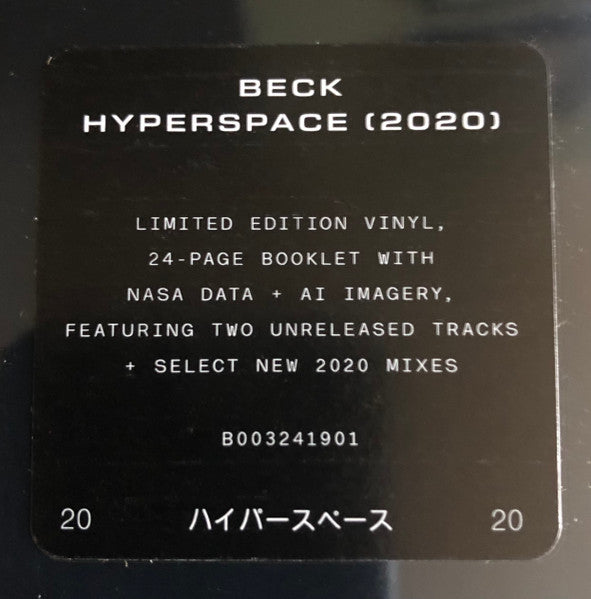 BECK
HYPERSPACE (2020)
LIMITED EDITION VINYL,
24-PAGE BOOKLET WITH
NASA DATA + AI IMAGERY,
FEATURING TWO UNRELEASED TRACKS
+ SELECT NEW 2020 MIXES
B003241901
20 ハイパースペース 20